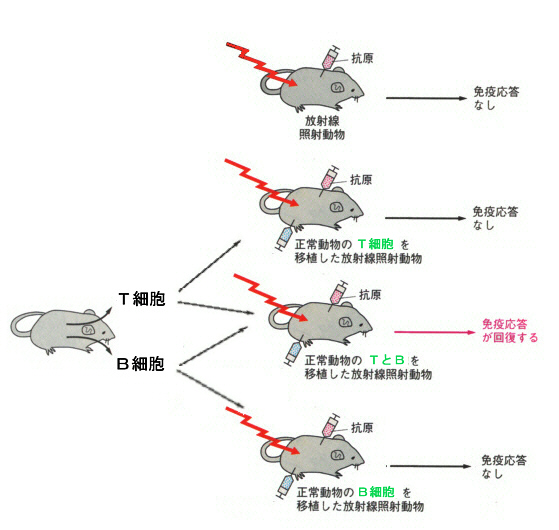 抗原
免疫応答
なし
放射線
照射動物
抗原
免疫応答
なし
正常動物の T細胞 を
移植した放射線照射動物
T細胞
抗原
免疫応答
が回復する
B細胞
正常動物の TとB を
移植した放射線照射動物
抗原
免疫応答
なし
正常動物の B細胞 を
移植した放射線照射動物